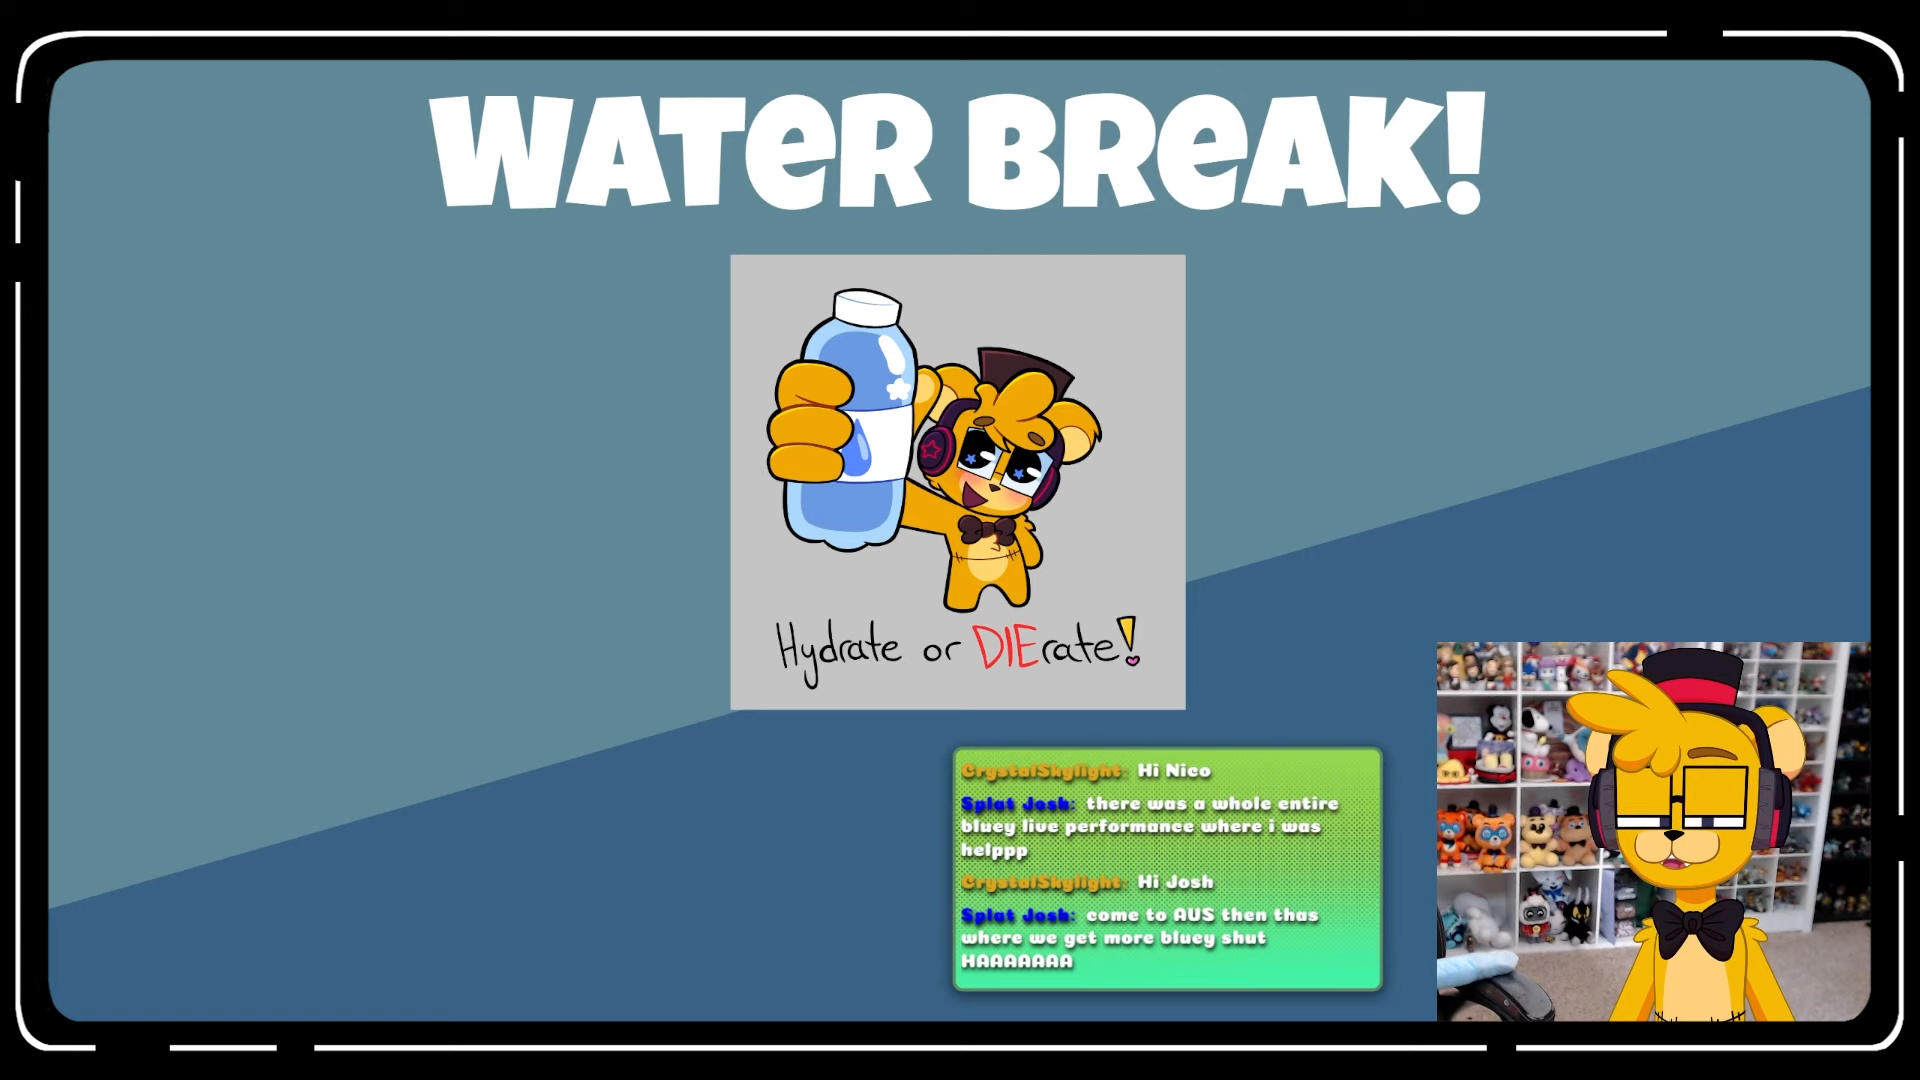 WATER BREAK!
Hydrate or DIErate!
CrystalSkylight: Hi Nico
Splat Josh: there was a whole entire
bluey live performance where i was
helppp
CrystalSkylight: Hi Josh
Splat Josh: come to AUS then thas
where we get more bluey shut
HAAAAAAA